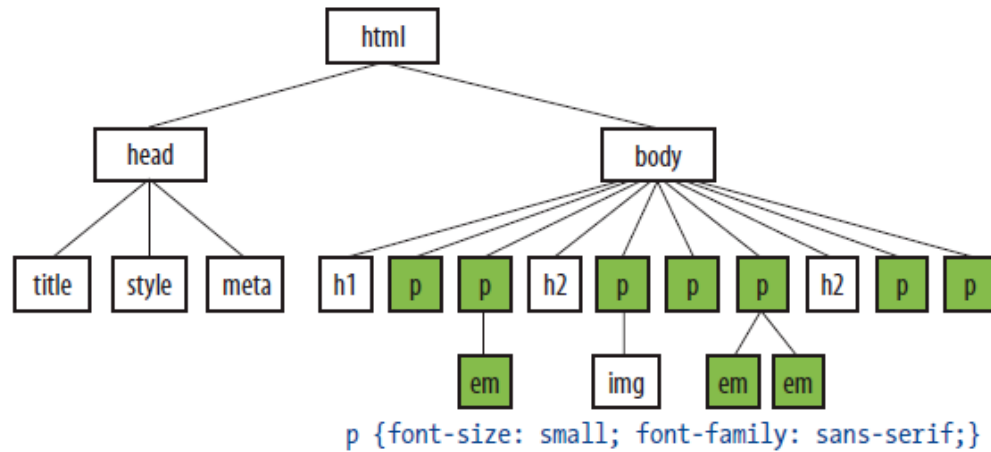 html
head body
title style meta h1 p p h2 p p p h2 p p
em img em em
p {font-size: small; font-family: sans-serif;}